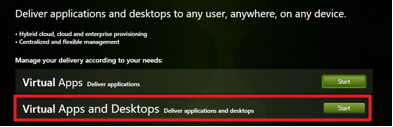 Deliver applications and desktops to any user, anywhere, on any device.
• Hybrid cloud, cloud and enterprise provisioning
• Centralized and flexible management
Manage your delivery according to your needs:
Virtual Apps Deliver applications Start
Virtual Apps and Desktops Deliver applications and desktops Start